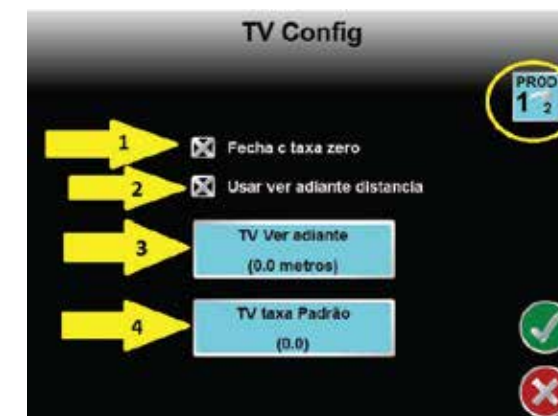 TV Config
PROD
1 2
1
Fecha c taxa zero
2
Usar ver adiante distancia
3
TV Ver adiante
(0.0 metros)
4
TV taxa Padrão
(0.0)